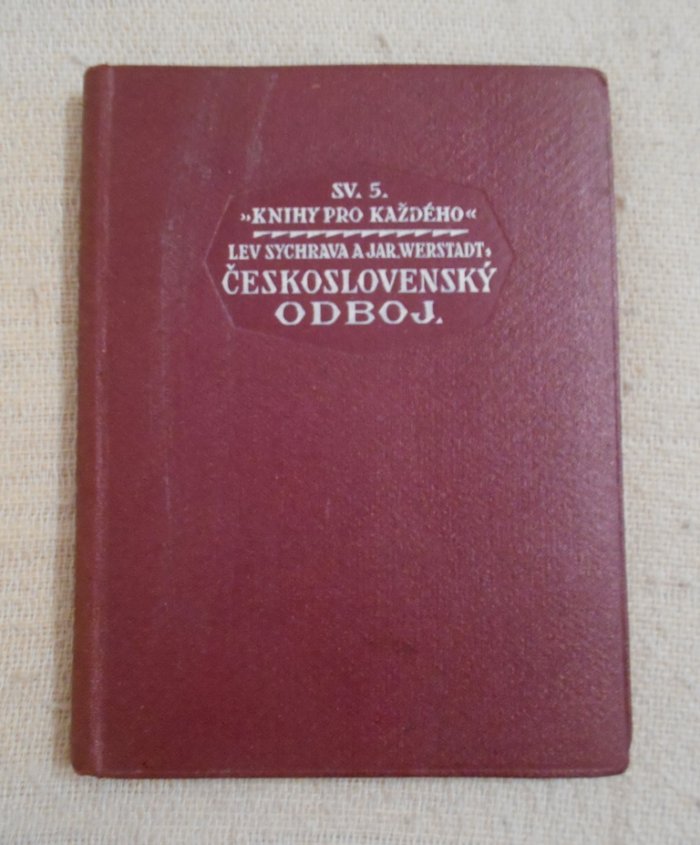 SV. 5.
»KNIHY PRO KAŽDÉHO«
LEV SYCHRAVA A JAR. WERSTADT:
ČESKOSLOVENSKÝ
ODBOJ.